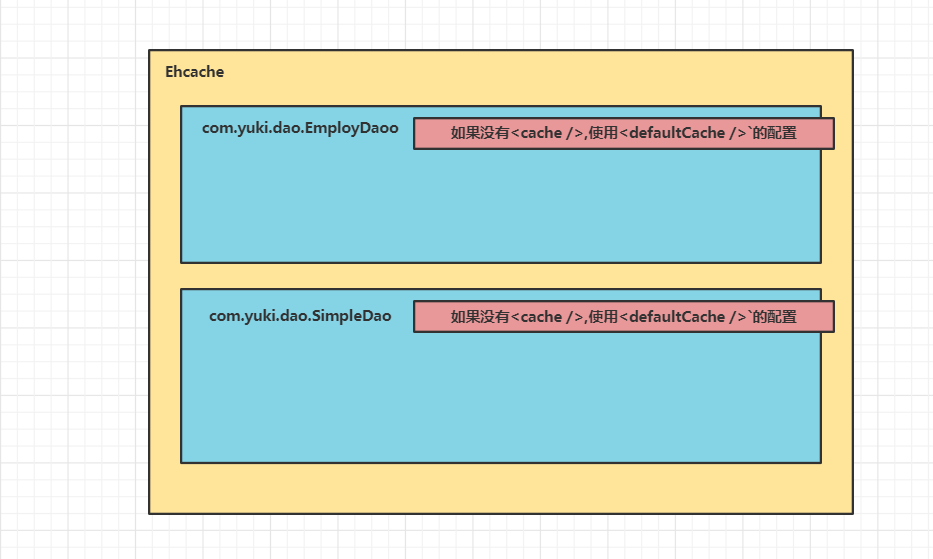 Ehcache
com.yuki.dao.EmployDaoo
如果没有<cache />,使用<defaultCache />`的配置
com.yuki.dao.SimpleDao
如果没有<cache />,使用<defaultCache />`的配置